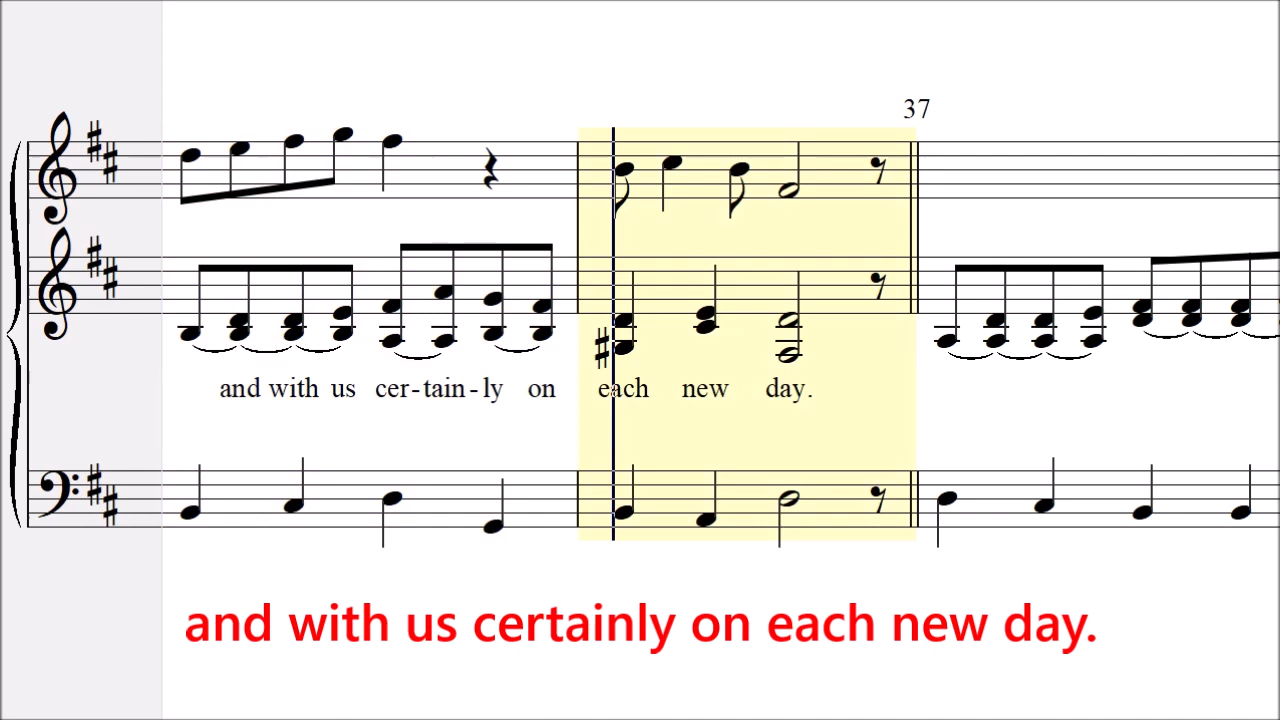 37
and with us cer-tain-ly on each new day.
and with us certainly on each new day.